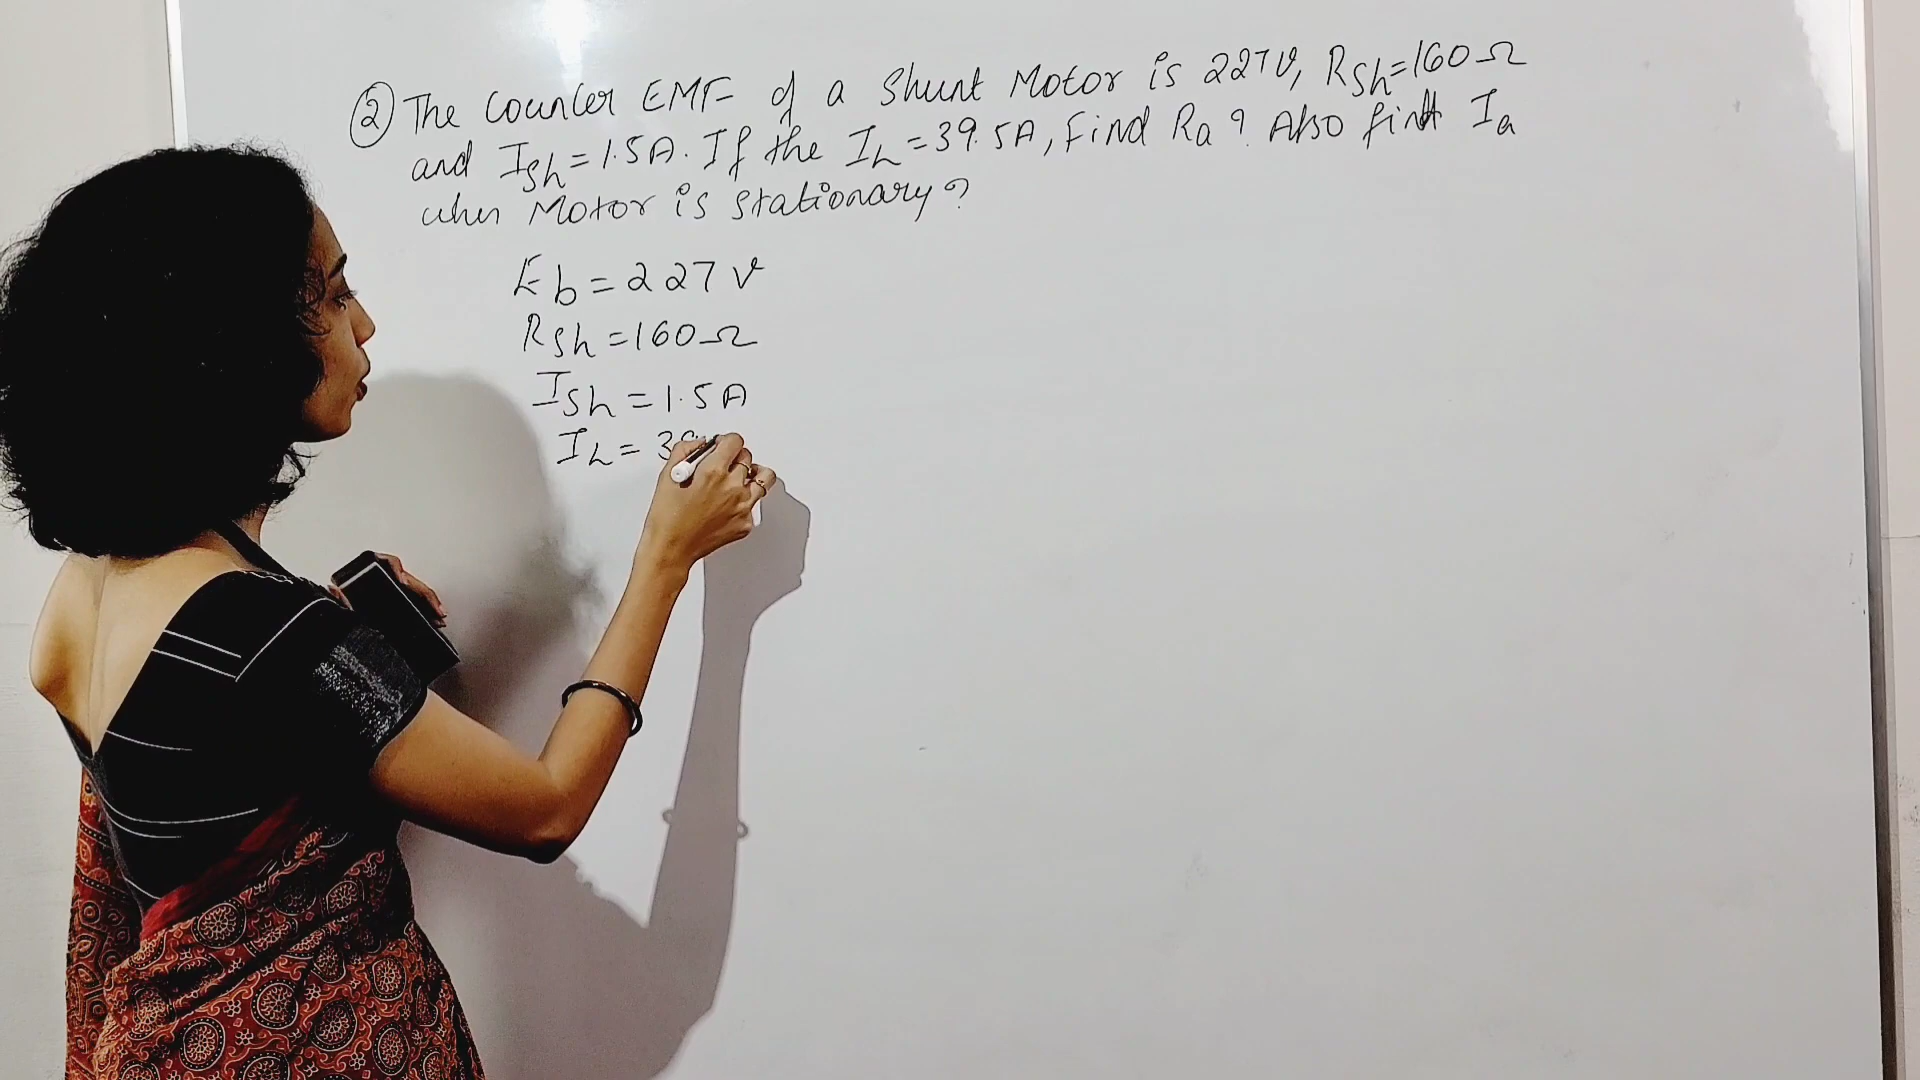 ② The Counter EMF of a Shunt Motor is 227V, Rsh=160Ω
and Ish=1.5A. If the IL=39.5A, Find Ra? Also find Ia
when Motor is stationary?
Eb=227V
Rsh=160Ω
Ish=1.5A
IL=39